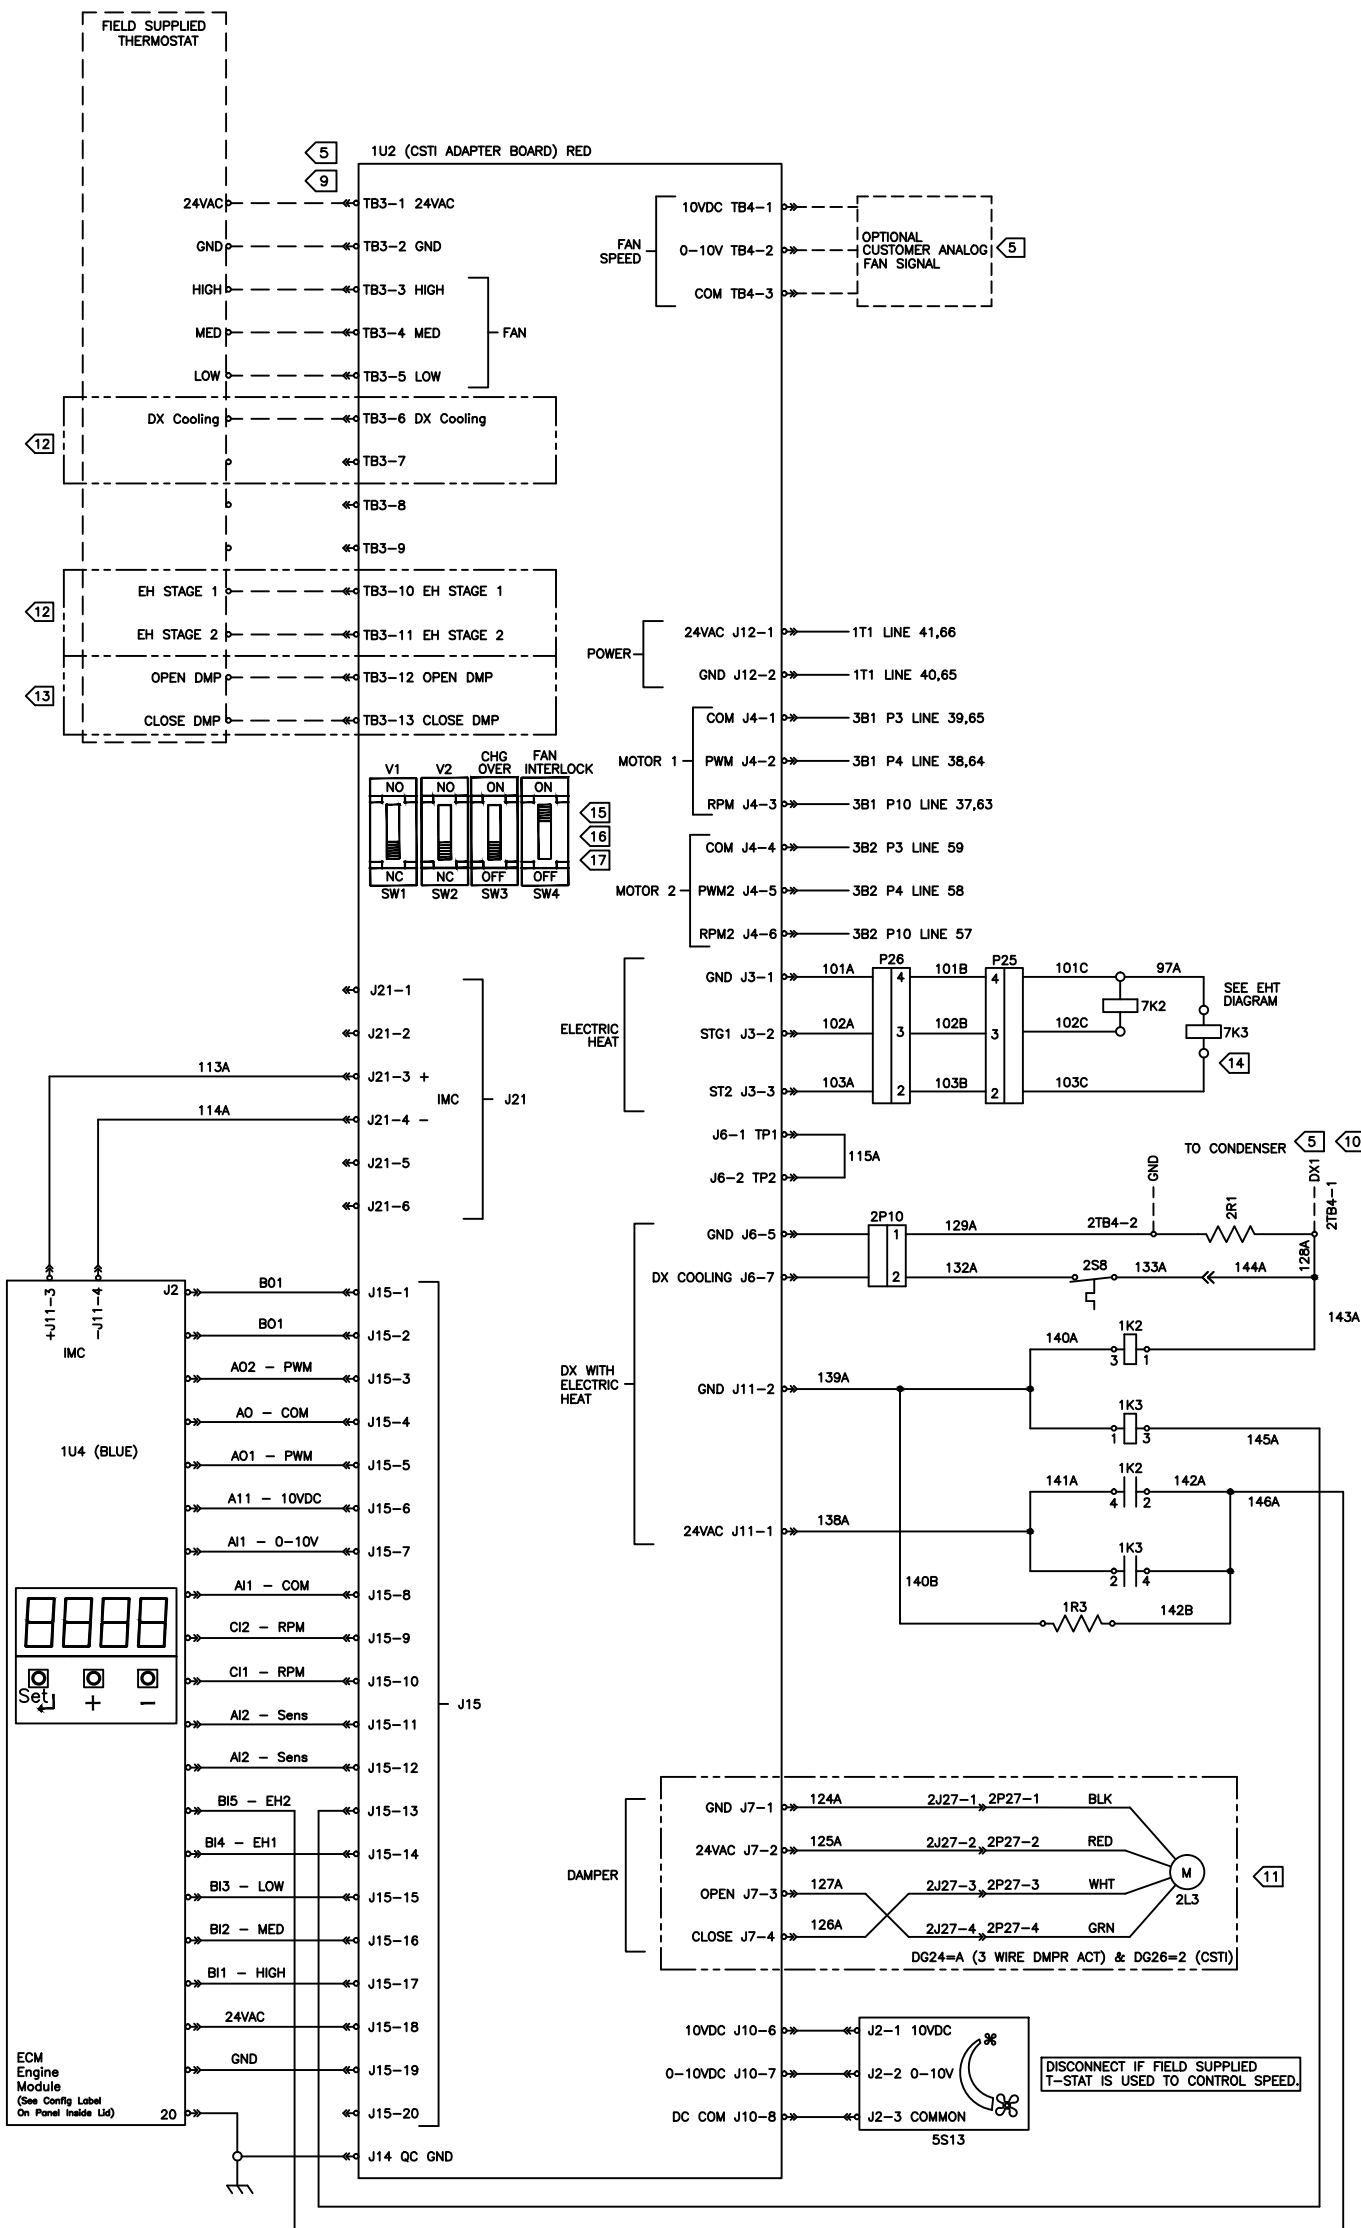 FIELD SUPPLIED
THERMOSTAT
5
9
1U2 (CSTI ADAPTER BOARD) RED
24VAC
TB3-1 24VAC
GND
TB3-2 GND
HIGH
TB3-3 HIGH
MED
TB3-4 MED
FAN
LOW
TB3-5 LOW
12
DX Cooling
TB3-6 DX Cooling
TB3-7
TB3-8
TB3-9
12
EH STAGE 1
TB3-10 EH STAGE 1
EH STAGE 2
TB3-11 EH STAGE 2
13
OPEN DMP
TB3-12 OPEN DMP
CLOSE DMP
TB3-13 CLOSE DMP
FAN
SPEED
10VDC TB4-1
0-10V TB4-2
COM TB4-3
OPTIONAL
CUSTOMER ANALOG
FAN SIGNAL
5
POWER
24VAC J12-1
1T1 LINE 41,66
GND J12-2
1T1 LINE 40,65
MOTOR 1
COM J4-1
3B1 P3 LINE 39,65
PWM J4-2
3B1 P4 LINE 38,64
RPM J4-3
3B1 P10 LINE 37,63
MOTOR 2
COM J4-4
3B2 P3 LINE 59
PWM2 J4-5
3B2 P4 LINE 58
RPM2 J4-6
3B2 P10 LINE 57
V1
NO
NC
SW1
V2
NO
NC
SW2
CHG
OVER
ON
OFF
SW3
FAN
INTERLOCK
ON
OFF
SW4
15
16
17
ELECTRIC
HEAT
GND J3-1
STG1 J3-2
ST2 J3-3
101A
102A
103A
P26
4
3
2
101B
102B
103B
P25
4
3
2
101C
102C
103C
97A
7K2
7K3
SEE EHT
DIAGRAM
14
J21-1
J21-2
113A
J21-3 +
114A
J21-4 -
J21-5
J21-6
IMC
J21
J6-1 TP1
J6-2 TP2
115A
TO CONDENSER
5
10
GND
DX1
2TB4-1
DX WITH
ELECTRIC
HEAT
GND J6-5
DX COOLING J6-7
2P10
1
2
129A
2TB4-2
2R1
128A
132A
2S8
133A
144A
143A
140A
1K2
3
1
GND J11-2
139A
1K3
1
3
145A
141A
1K2
4
2
142A
146A
24VAC J11-1
138A
1K3
2
4
140B
1R3
142B
+J11-3
-J11-4
IMC
J2
1U4 (BLUE)
BO1
J15-1
BO1
J15-2
AO2 - PWM
J15-3
AO - COM
J15-4
AO1 - PWM
J15-5
A11 - 10VDC
J15-6
AI1 - 0-10V
J15-7
AI1 - COM
J15-8
CI2 - RPM
J15-9
CI1 - RPM
J15-10
AI2 - Sens
J15-11
AI2 - Sens
J15-12
BI5 - EH2
J15-13
BI4 - EH1
J15-14
BI3 - LOW
J15-15
BI2 - MED
J15-16
BI1 - HIGH
J15-17
24VAC
J15-18
GND
J15-19
20
J15-20
J14 QC GND
J15
8888
Set
+
-
ECM
Engine
Module
(See Config Label
On Panel Inside Lid)
DAMPER
GND J7-1
124A
2J27-1
2P27-1
BLK
24VAC J7-2
125A
2J27-2
2P27-2
RED
OPEN J7-3
127A
2J27-3
2P27-3
WHT
CLOSE J7-4
126A
2J27-4
2P27-4
GRN
M
2L3
11
DG24=A (3 WIRE DMPR ACT) & DG26=2 (CSTI)
10VDC J10-6
J2-1 10VDC
0-10VDC J10-7
J2-2 0-10V
DC COM J10-8
J2-3 COMMON
5S13
DISCONNECT IF FIELD SUPPLIED
T-STAT IS USED TO CONTROL SPEED.